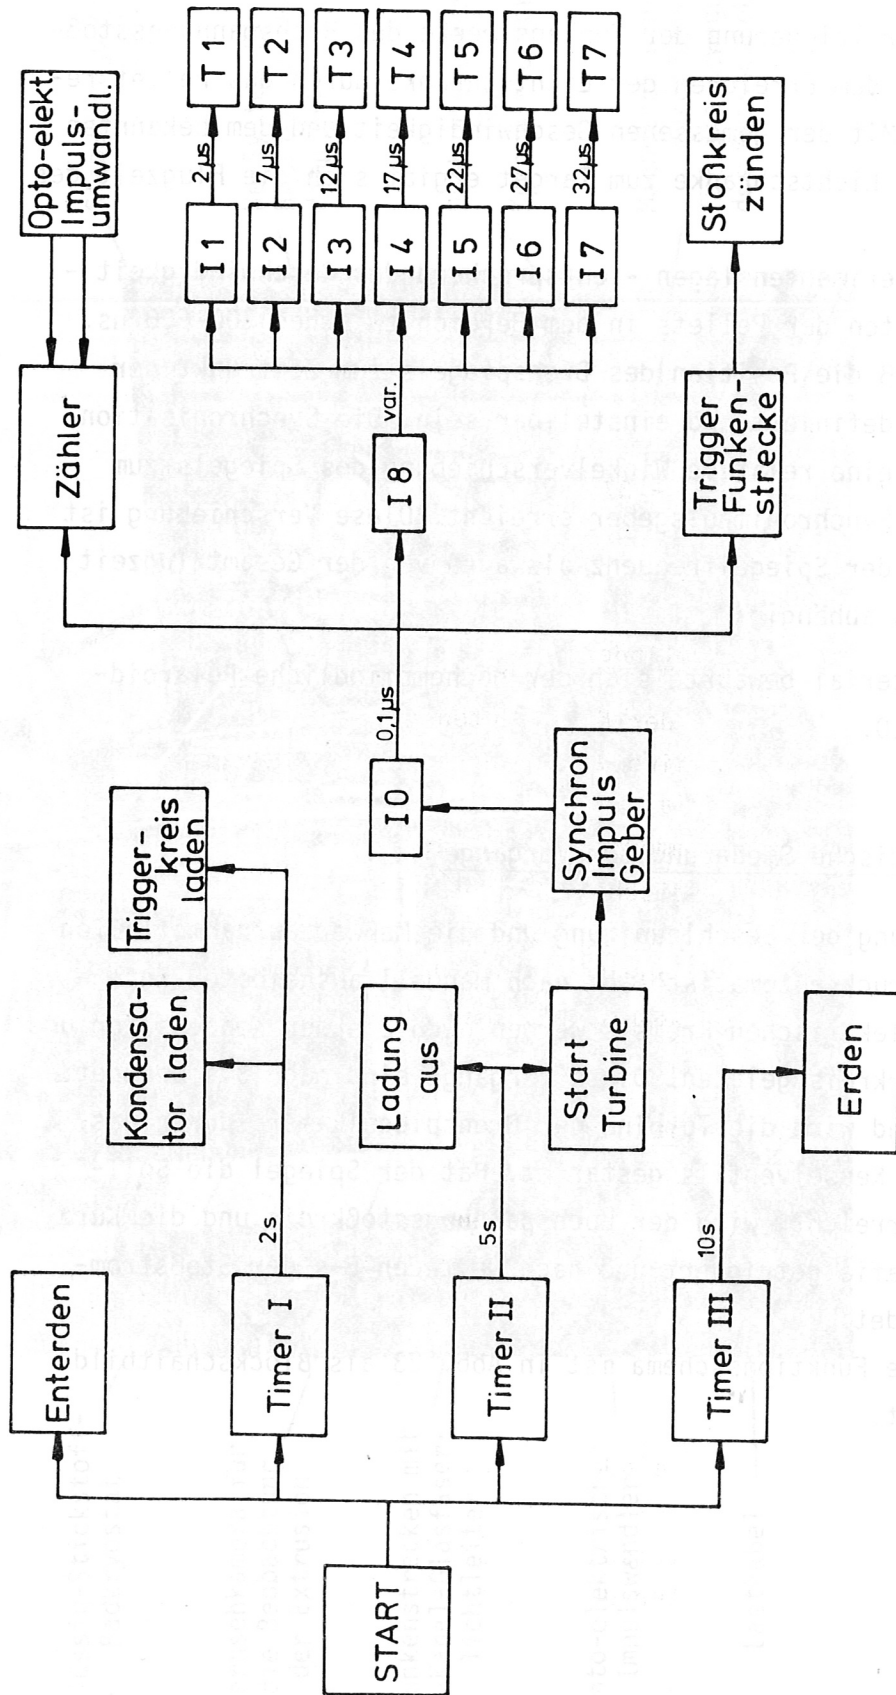 START
Enterden
Timer I
Timer II
Timer III
2s
5s
10s
Kondensa-
tor laden
Trigger-
kreis
laden
Ladung
aus
Start
Turbine
Erden
Synchron
Impuls
Geber
I0
0,1µs
Zähler
Opto-elekt.
Impuls-
umwandl.
I8
var.
I1
2µs
T1
I2
7µs
T2
I3
12µs
T3
I4
17µs
T4
I5
22µs
T5
I6
27µs
T6
I7
32µs
T7
Trigger
Funken-
strecke
Stoßkreis
zünden